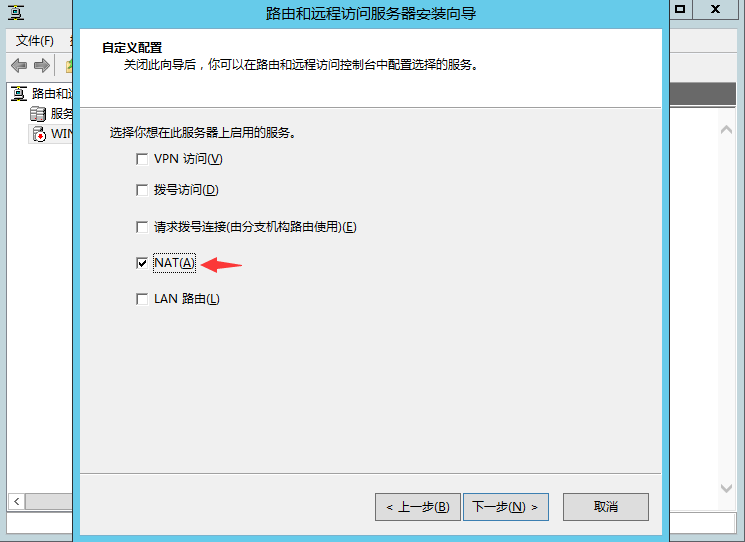 路由和远程访问服务器安装向导
X
文件(F)
自定义配置
关闭此向导后，你可以在路由和远程访问控制台中配置选择的服务。
路由和
服务
WIN
选择你想在此服务器上启用的服务。
VPN 访问(V)
拨号访问(D)
请求拨号连接(由分支机构路由使用)(E)
NAT(A)
LAN 路由(L)
< 上一步(B)
下一步(N) >
取消